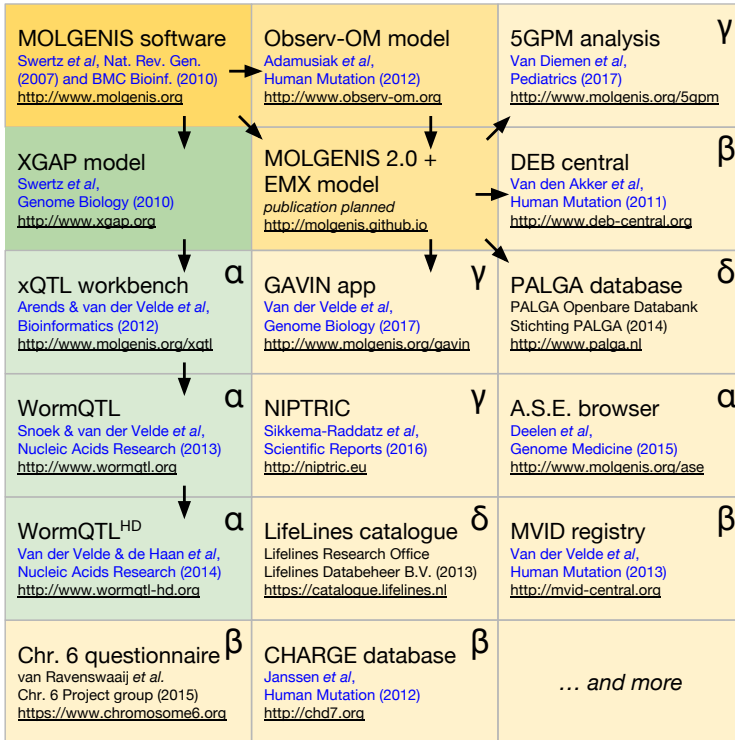 MOLGENIS software
Swertz et al, Nat. Rev. Gen.
(2007) and BMC Bioinf. (2010)
http://www.molgenis.org
Observ-OM model
Adamusiak et al,
Human Mutation (2012)
http://www.observ-om.org
5GPM analysis
γ
Van Diemen et al,
Pediatrics (2017)
http://www.molgenis.org/5gpm
XGAP model
Swertz et al,
Genome Biology (2010)
http://www.xgap.org
MOLGENIS 2.0 +
EMX model
publication planned
http://molgenis.github.io
DEB central
β
Van den Akker et al,
Human Mutation (2011)
http://www.deb-central.org
xQTL workbench
α
Arends & van der Velde et al,
Bioinformatics (2012)
http://www.molgenis.org/xqtl
GAVIN app
γ
Van der Velde et al,
Genome Biology (2017)
http://www.molgenis.org/gavin
PALGA database
δ
PALGA Openbare Databank
Stichting PALGA (2014)
http://www.palga.nl
WormQTL
α
Snoek & van der Velde et al,
Nucleic Acids Research (2013)
http://www.wormqtl.org
NIPTRIC
γ
Sikkema-Raddatz et al,
Scientific Reports (2016)
http://niptric.eu
A.S.E. browser
α
Deelen et al,
Genome Medicine (2015)
http://www.molgenis.org/ase
WormQTLHD
α
Van der Velde & de Haan et al,
Nucleic Acids Research (2014)
http://www.wormqtl-hd.org
LifeLines catalogue
δ
Lifelines Research Office
Lifelines Databeheer B.V. (2013)
https://catalogue.lifelines.nl
MVID registry
β
Van der Velde et al,
Human Mutation (2013)
http://mvid-central.org
Chr. 6 questionnaire
β
van Ravenswaaij et al.
Chr. 6 Project group (2015)
https://www.chromosome6.org
CHARGE database
β
Janssen et al,
Human Mutation (2012)
http://chd7.org
… and more